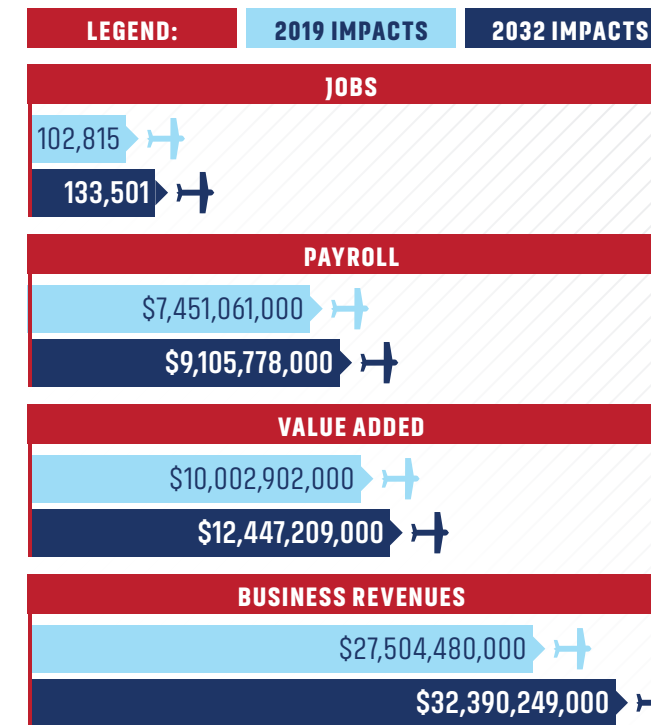 LEGEND: 2019 IMPACTS 2032 IMPACTS
JOBS
102,815
133,501
PAYROLL
$7,451,061,000
$9,105,778,000
VALUE ADDED
$10,002,902,000
$12,447,209,000
BUSINESS REVENUES
$27,504,480,000
$32,390,249,000